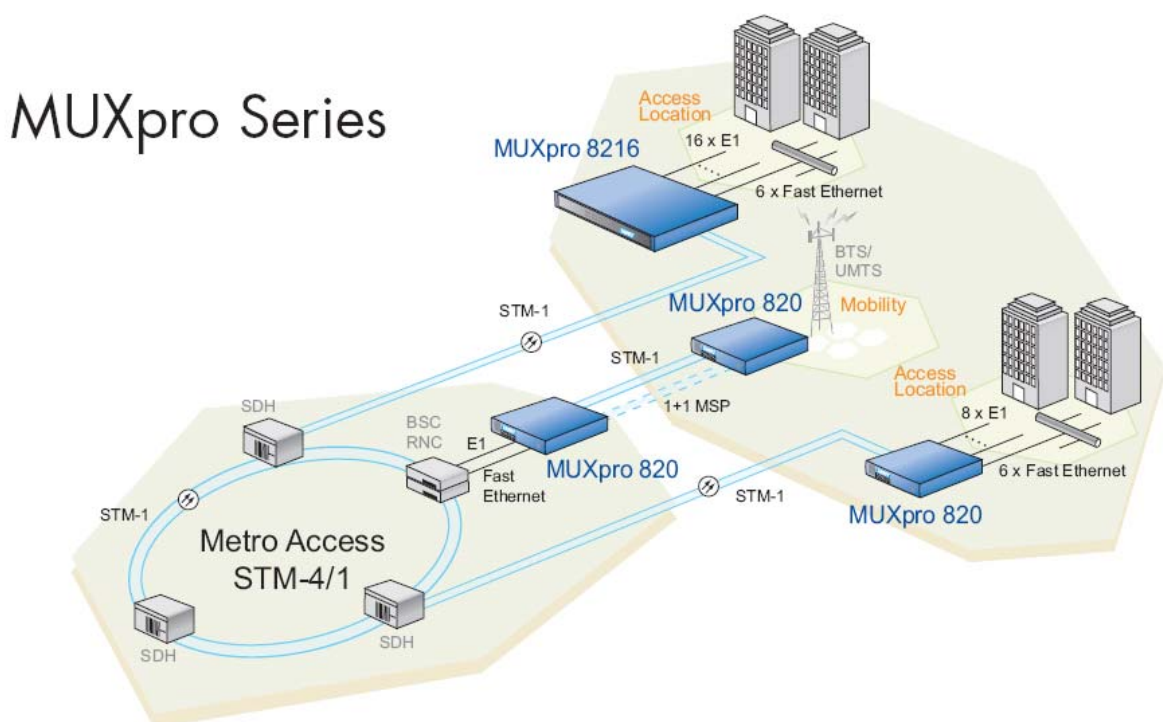 MUXpro Series
Access
Location
16 x E1
MUXpro 8216
6 x Fast Ethernet
BTS/
UMTS
MUXpro 820
Mobility
STM-1
STM-1
Access
Location
1+1 MSP
8 x E1
SDH
BSC
RNC
E1
MUXpro 820
Fast
Ethernet
6 x Fast Ethernet
STM-1
STM-1
MUXpro 820
Metro Access
STM-4/1
SDH
SDH